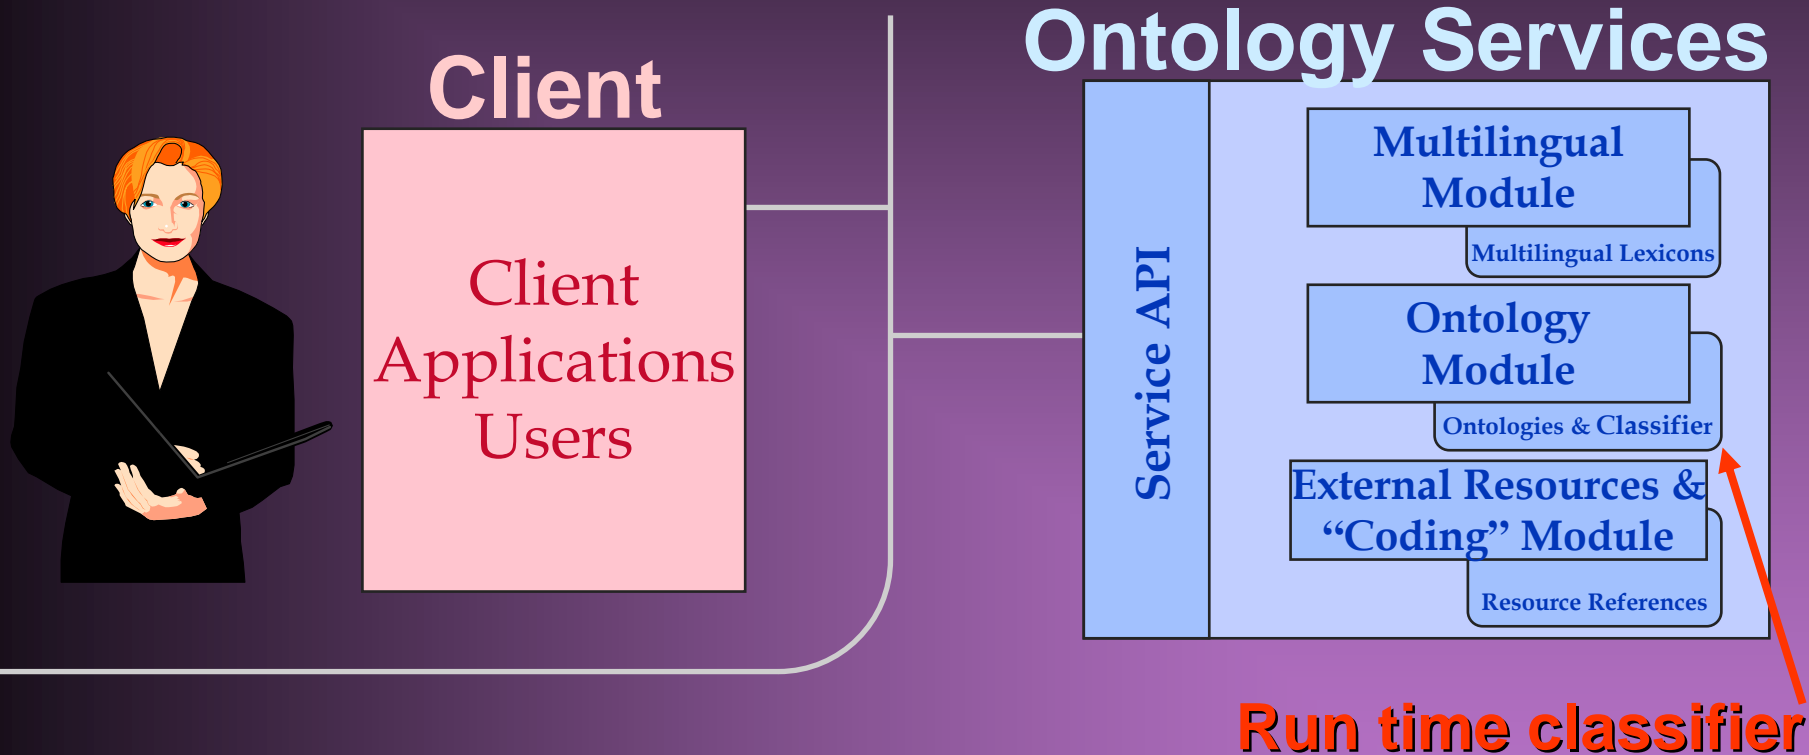 Client
Client
Applications
Users
Ontology Services
Service API
Multilingual
Module
Multilingual Lexicons
Ontology
Module
Ontologies & Classifier
External Resources &
“Coding” Module
Resource References
Run time classifier